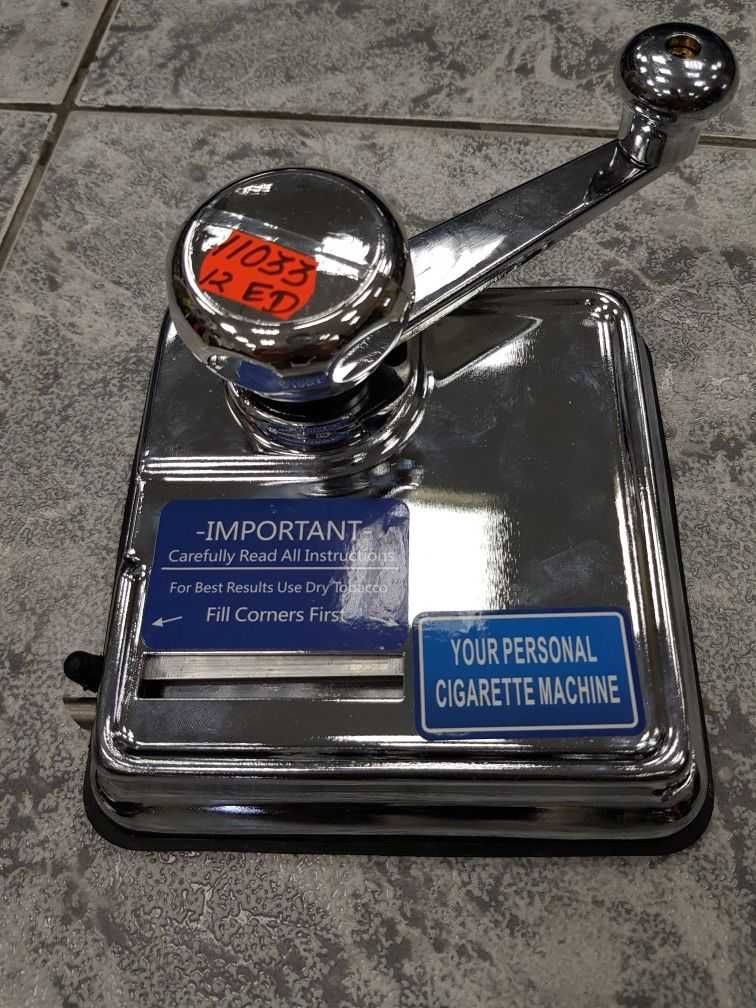 11033
12 ED
-IMPORTANT-
Carefully Read All Instructions
For Best Results Use Dry Tobacco
Fill Corners First
YOUR PERSONAL
CIGARETTE MACHINE